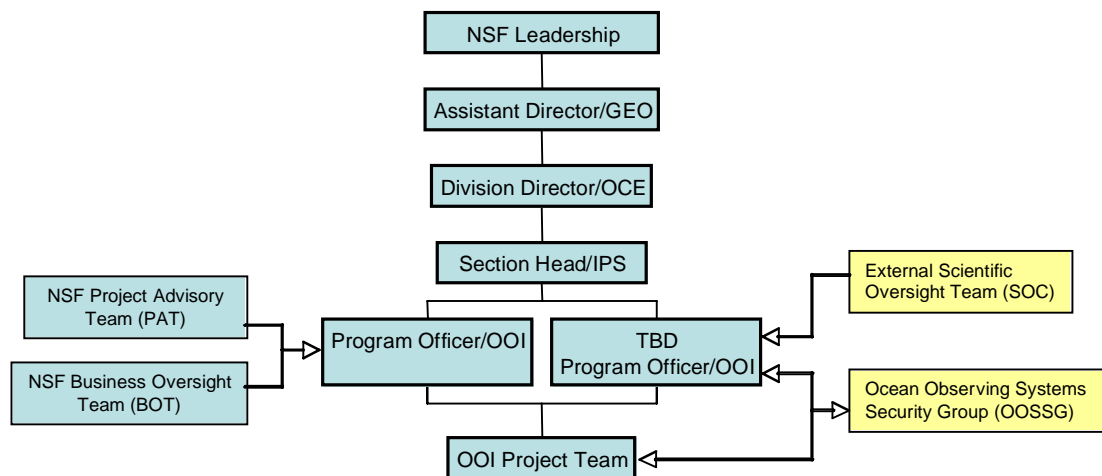 NSF Leadership
Assistant Director/GEO
Division Director/OCE
Section Head/IPS
External Scientific
Oversight Team (SOC)
NSF Project Advisory
Team (PAT)
Program Officer/OOI
TBD
Program Officer/OOI
NSF Business Oversight
Team (BOT)
Ocean Observing Systems
Security Group (OOSSG)
OOI Project Team